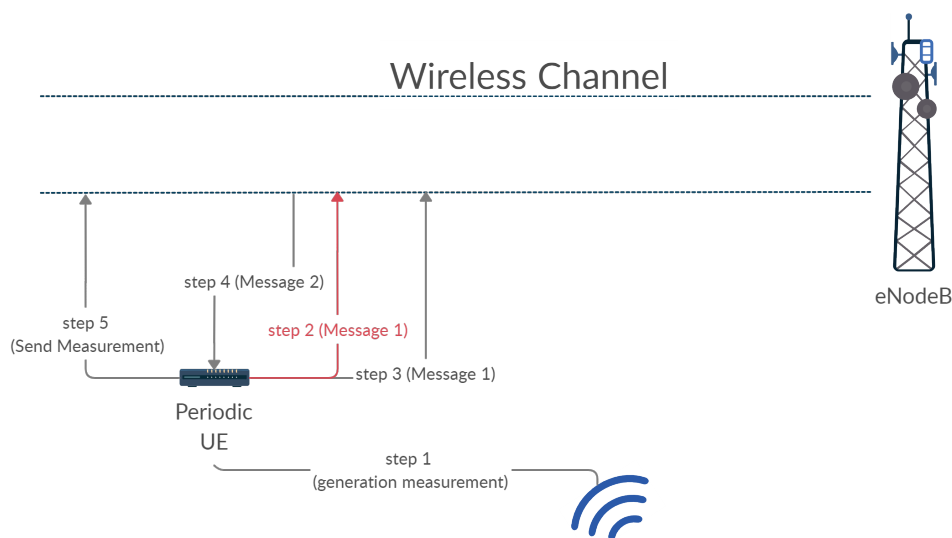 Wireless Channel
eNodeB
step 4 (Message 2)
step 5
(Send Measurement)
step 2 (Message 1)
step 3 (Message 1)
Periodic
UE
step 1
(generation measurement)